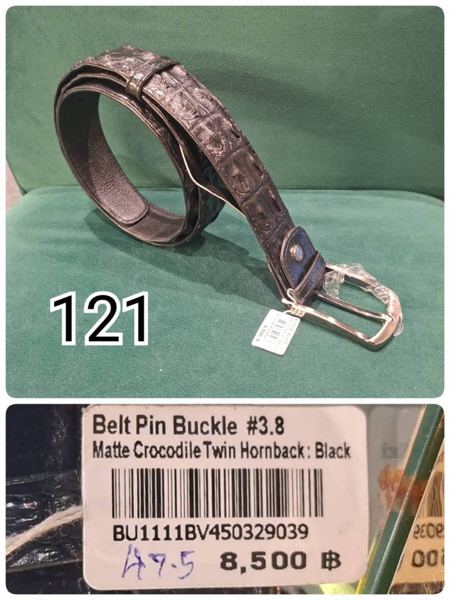 121
Belt Pin Buckle #3.8
Matte Crocodile Twin Hornback: Black
BU1111BV450329039
47.5 8,500 ฿